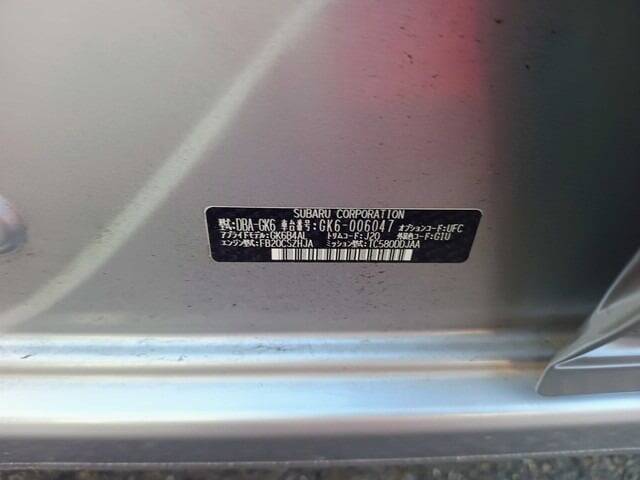 SUBARU CORPORATION
型式:DBA-GK6 車台番号:GK6-006047 オプションコード:UFC
アプライドモデル:GK6B4AL トリムコード:J20 外装色コード:G1U
エンジン型式:FB20CSZHJA ミッション型式:TC580DDJAA